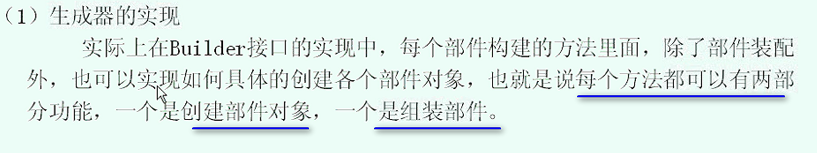 （1）生成器的实现
实际上在Builder接口的实现中，每个部件构建的方法里面，除了部件装配
外，也可以实现如何具体的创建各个部件对象，也就是说每个方法都可以有两部
分功能，一个是创建部件对象，一个是组装部件。